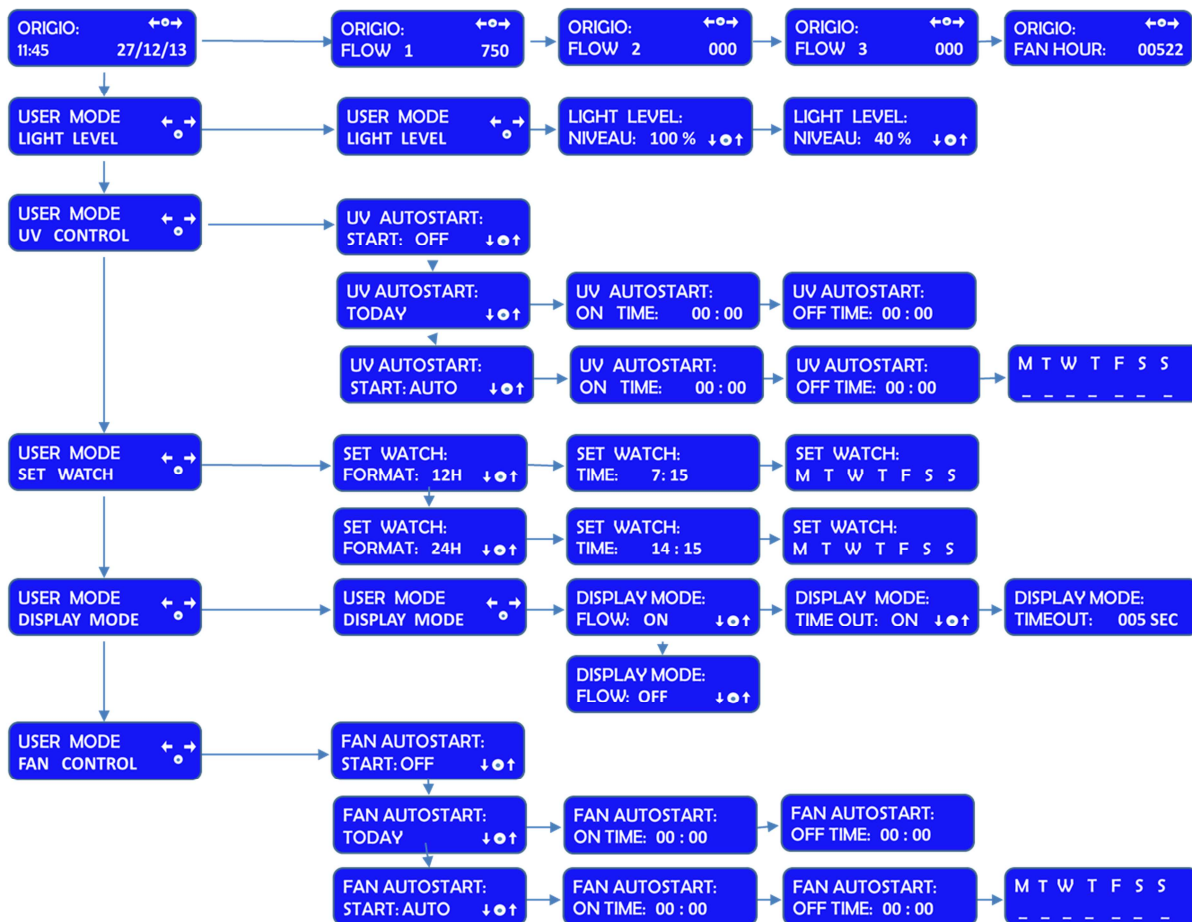 ORIGIO: ←o→
11:45 27/12/13
ORIGIO: ←o→
FLOW 1 750
ORIGIO: ←o→
FLOW 2 000
ORIGIO: ←o→
FLOW 3 000
ORIGIO: ←o→
FAN HOUR: 00522
USER MODE ← →
LIGHT LEVEL o
USER MODE ← →
LIGHT LEVEL o
LIGHT LEVEL:
NIVEAU: 100 % ↓o↑
LIGHT LEVEL:
NIVEAU: 40 % ↓o↑
USER MODE ← →
UV CONTROL o
UV AUTOSTART:
START: OFF ↓o↑
UV AUTOSTART:
TODAY ↓o↑
UV AUTOSTART:
ON TIME: 00 : 00
UV AUTOSTART:
OFF TIME: 00 : 00
UV AUTOSTART:
START: AUTO ↓o↑
UV AUTOSTART:
ON TIME: 00 : 00
UV AUTOSTART:
OFF TIME: 00 : 00
M T W T F S S
_ _ _ _ _ _ _
USER MODE ← →
SET WATCH o
SET WATCH:
FORMAT: 12H ↓o↑
SET WATCH:
TIME: 7: 15
SET WATCH:
M T W T F S S
SET WATCH:
FORMAT: 24H ↓o↑
SET WATCH:
TIME: 14 : 15
SET WATCH:
M T W T F S S
USER MODE ← →
DISPLAY MODE o
USER MODE ← →
DISPLAY MODE o
DISPLAY MODE:
FLOW: ON ↓o↑
DISPLAY MODE:
TIME OUT: ON ↓o↑
DISPLAY MODE:
TIMEOUT: 005 SEC
DISPLAY MODE:
FLOW: OFF ↓o↑
USER MODE ← →
FAN CONTROL o
FAN AUTOSTART:
START: OFF ↓o↑
FAN AUTOSTART:
TODAY ↓o↑
FAN AUTOSTART:
ON TIME: 00 : 00
FAN AUTOSTART:
OFF TIME: 00 : 00
FAN AUTOSTART:
START: AUTO ↓o↑
FAN AUTOSTART:
ON TIME: 00 : 00
FAN AUTOSTART:
OFF TIME: 00 : 00
M T W T F S S
_ _ _ _ _ _ _